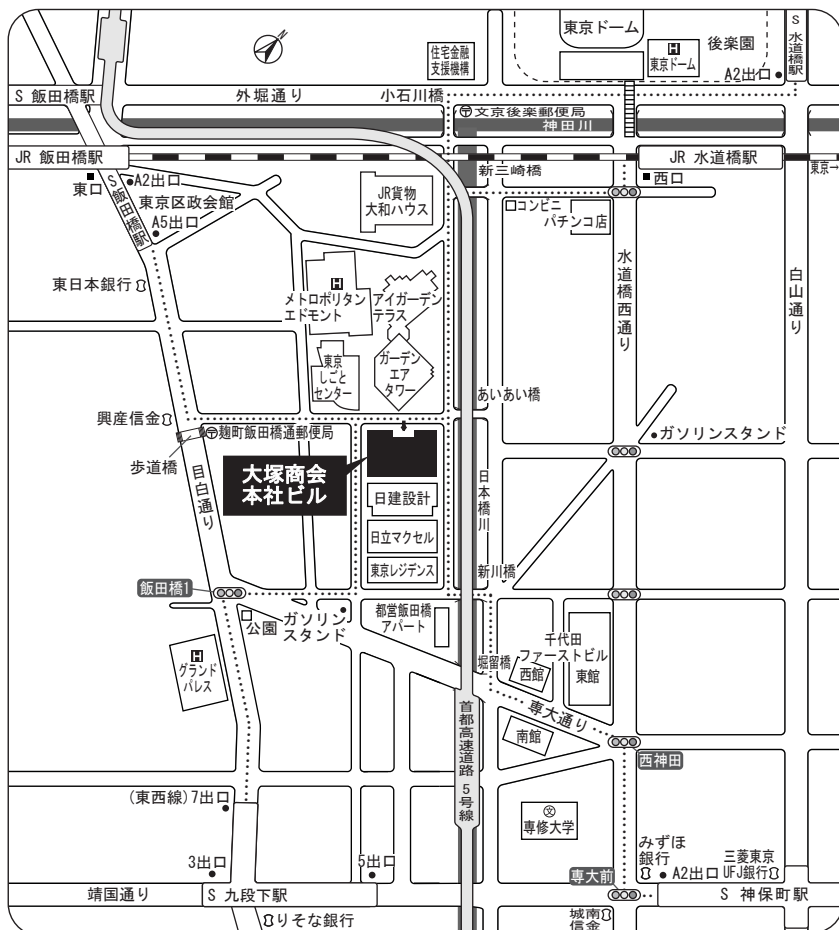 東京ドーム
住宅金融
支援機構
H
東京ドーム
後楽園
A2出口
S 水道橋駅
S 飯田橋駅
外堀通り
小石川橋
〒文京後楽郵便局
神田川
JR 飯田橋駅
JR 水道橋駅
東京→
新三崎橋
東口
A2出口
S 飯田橋駅
東京区政会館
A5出口
JR貨物
大和ハウス
西口
コンビニ
パチンコ店
東日本銀行
H
メトロポリタン
エドモント
アイガーデン
テラス
水道橋西通り
白山通り
東京
しごと
センター
ガーデン
エア
タワー
あいあい橋
興産信金
〒麹町飯田橋通郵便局
ガソリンスタンド
歩道橋
目白通り
大塚商会
本社ビル
日建設計
日本橋川
日立マクセル
東京レジデンス
新川橋
飯田橋1
公園
ガソリン
スタンド
都営飯田橋
アパート
千代田
ファーストビル
西館
東館
堀留橋
H
グランド
パレス
専大通り
南館
首都高速道路 5号線
西神田
(東西線)7出口
文
専修大学
みずほ
銀行
A2出口
三菱東京
UFJ銀行
3出口
5出口
専大前
靖国通り
S 九段下駅
S 神保町駅
りそな銀行
城南
信金